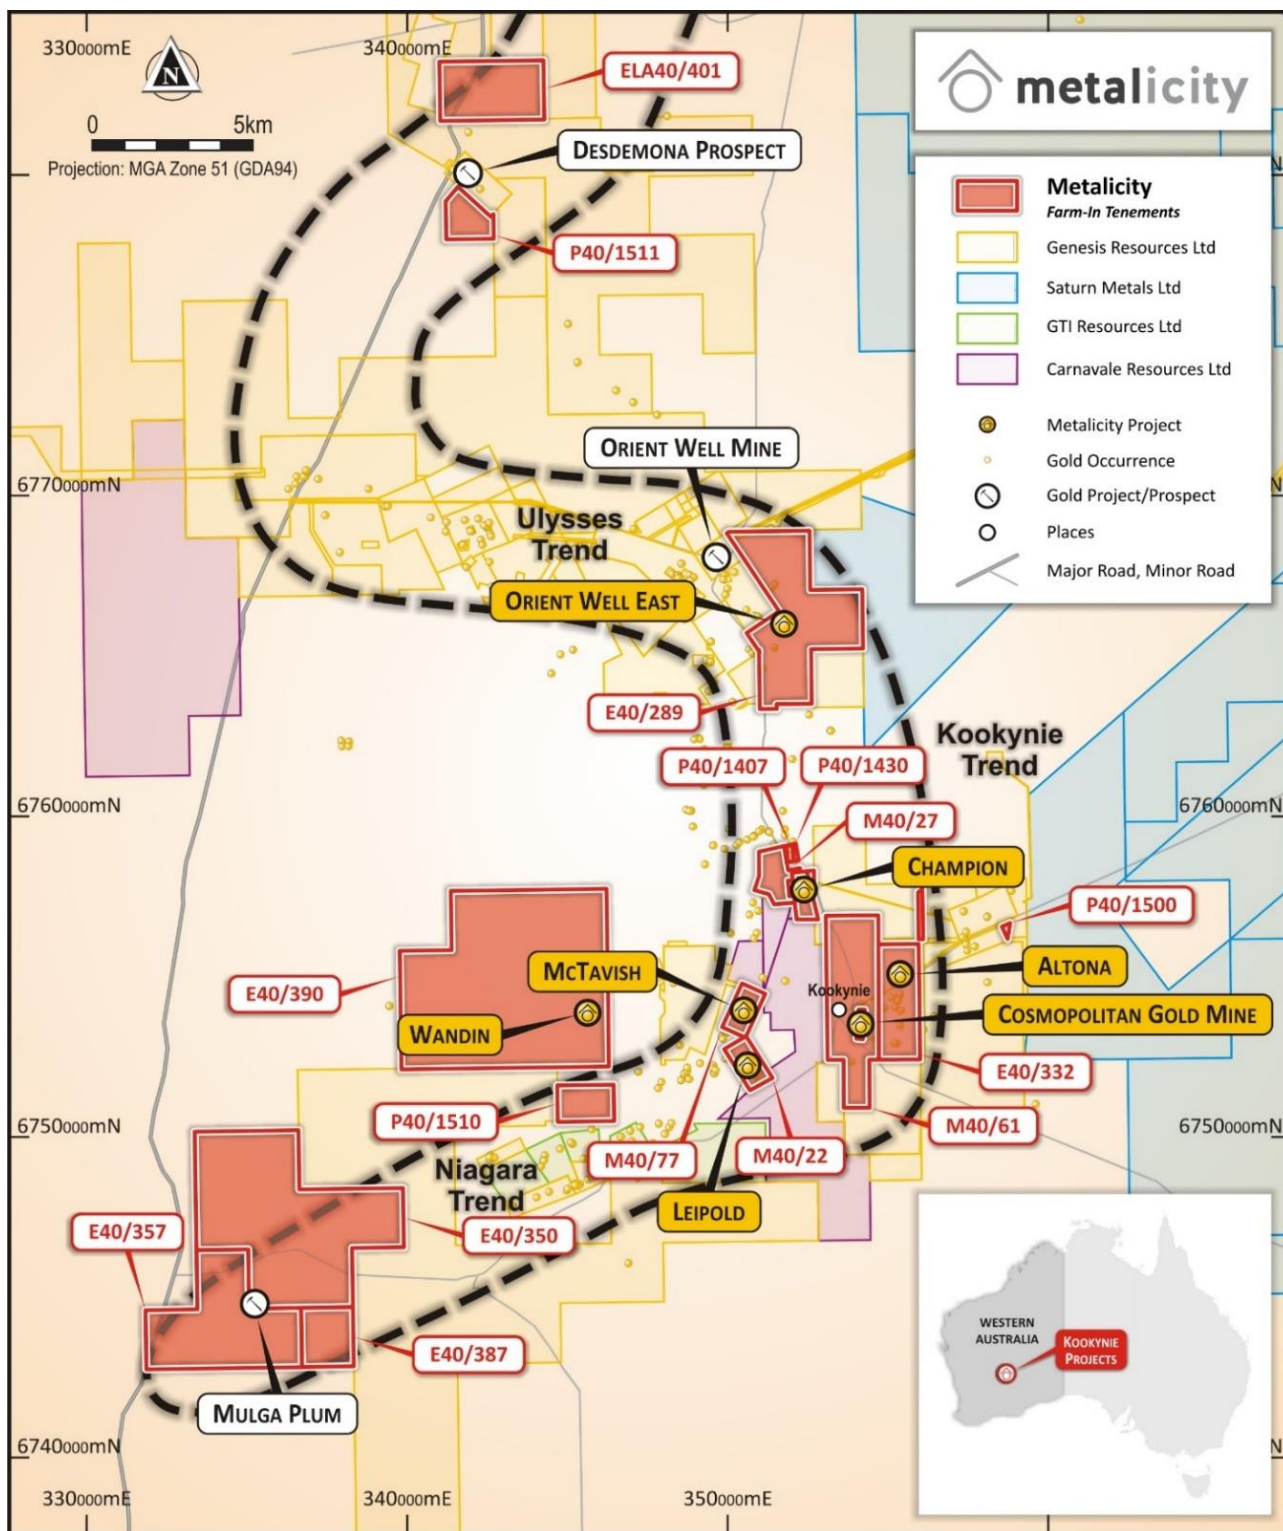 330000mE
340000mE
N
0 5km
Projection: MGA Zone 51 (GDA94)
ELA40/401
DESDEMONA PROSPECT
P40/1511
metalicity
Metalicity
Farm-In Tenements
Genesis Resources Ltd
Saturn Metals Ltd
GTI Resources Ltd
Carnavale Resources Ltd
Metalicity Project
Gold Occurrence
Gold Project/Prospect
Places
Major Road, Minor Road
ORIENT WELL MINE
6770000mN
Ulysses
Trend
ORIENT WELL EAST
E40/289
Kookynie
Trend
P40/1407
P40/1430
6760000mN
6760000mN
M40/27
CHAMPION
P40/1500
E40/390
MCTAVISH
ALTONA
Kookynie
WANDIN
COSMOPOLITAN GOLD MINE
E40/332
P40/1510
M40/61
6750000mN
6750000mN
M40/77
M40/22
Niagara
Trend
LEIPOLD
E40/357
E40/350
E40/387
MULGA PLUM
WESTERN
AUSTRALIA
KOOKYNIE
PROJECTS
6740000mN
N
330000mE
340000mE
350000mE